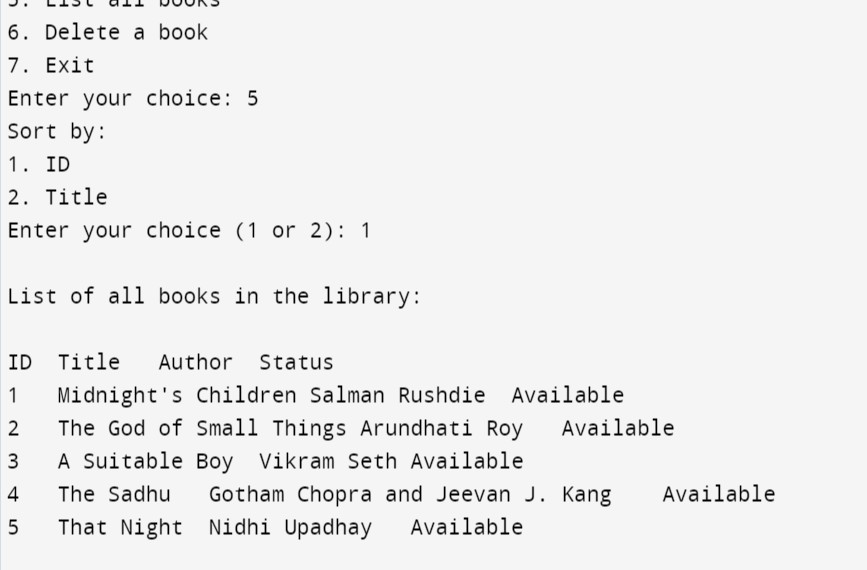 5. List all books
6. Delete a book
7. Exit
Enter your choice: 5
Sort by:
1. ID
2. Title
Enter your choice (1 or 2): 1
List of all books in the library:
ID  Title   Author  Status
1   Midnight's Children Salman Rushdie  Available
2   The God of Small Things Arundhati Roy   Available
3   A Suitable Boy  Vikram Seth Available
4   The Sadhu   Gotham Chopra and Jeevan J. Kang    Available
5   That Night  Nidhi Upadhay   Available